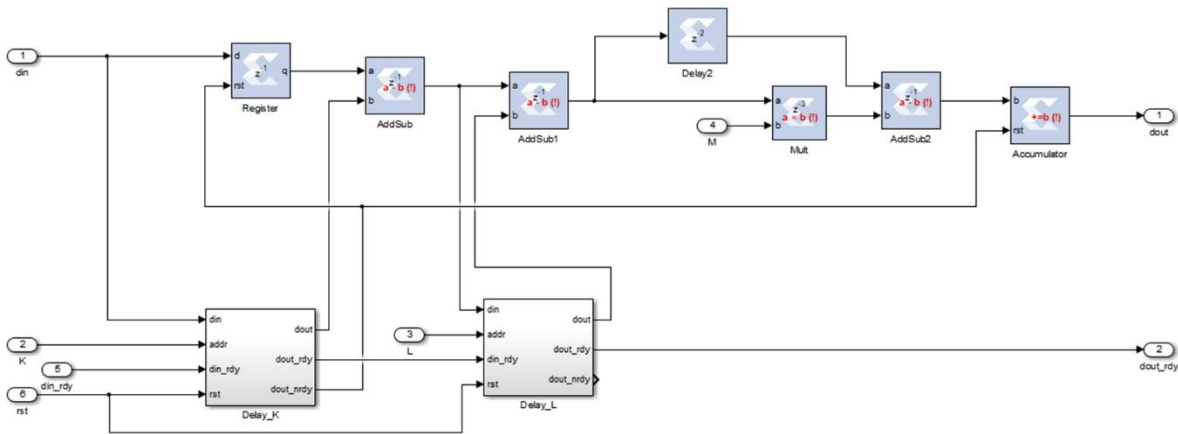 1
din
d
rst
z-1
q
Register
a
b
z-1
a - b (!)
AddSub
a
b
z-1
a - b (!)
AddSub1
z-2
Delay2
4
M
a
b
z-3
a × b (!)
Mult
a
b
z-1
a - b (!)
AddSub2
b
rst
+=b (!)
Accumulator
1
dout
2
K
5
din_rdy
6
rst
din
addr
din_rdy
rst
dout
dout_rdy
dout_nrdy
Delay_K
3
L
din
addr
din_rdy
rst
dout
dout_rdy
dout_nrdy
Delay_L
2
dout_rdy